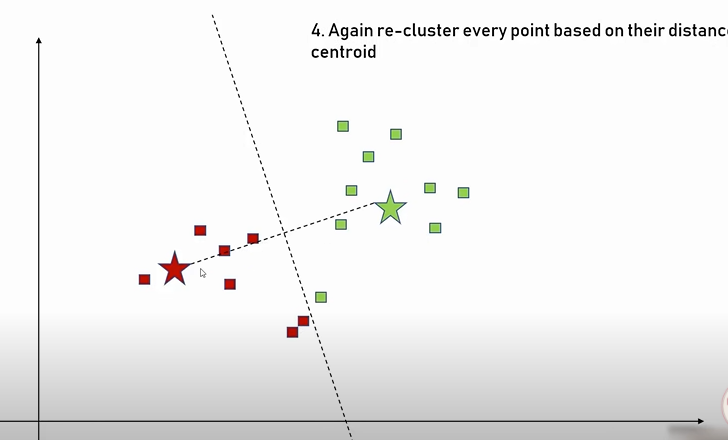 4. Again re-cluster every point based on their distanc
centroid